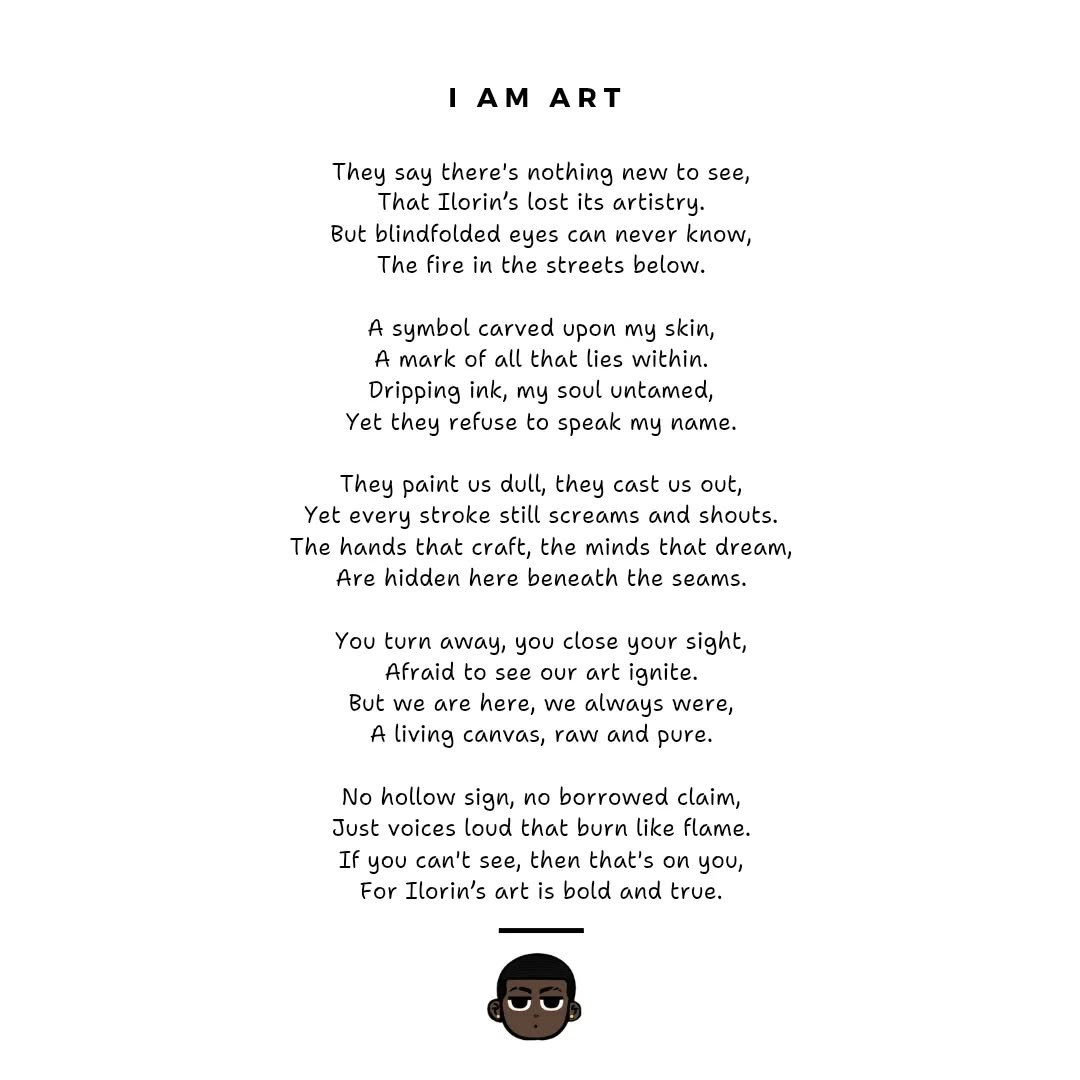 I AM ART
They say there's nothing new to see,
That Ilorin’s lost its artistry.
But blindfolded eyes can never know,
The fire in the streets below.
A symbol carved upon my skin,
A mark of all that lies within.
Dripping ink, my soul untamed,
Yet they refuse to speak my name.
They paint us dull, they cast us out,
Yet every stroke still screams and shouts.
The hands that craft, the minds that dream,
Are hidden here beneath the seams.
You turn away, you close your sight,
Afraid to see our art ignite.
But we are here, we always were,
A living canvas, raw and pure.
No hollow sign, no borrowed claim,
Just voices loud that burn like flame.
If you can't see, then that's on you,
For Ilorin’s art is bold and true.